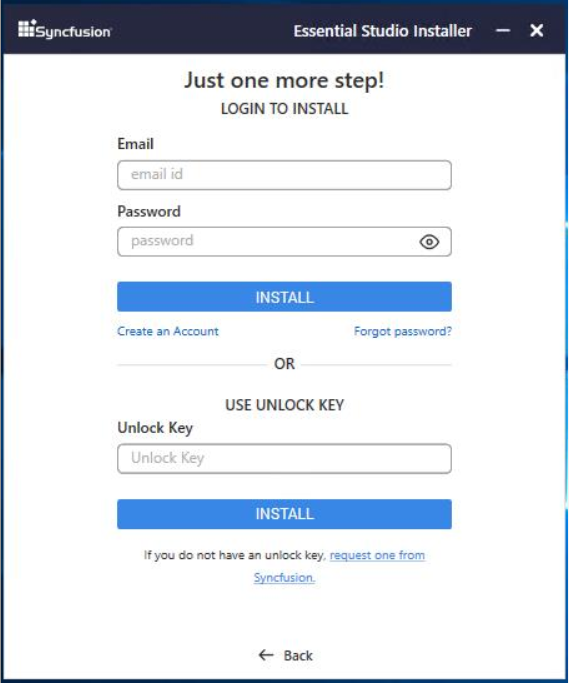 Syncfusion
Essential Studio Installer
Just one more step!
LOGIN TO INSTALL
Email
email id
Password
password
INSTALL
Create an Account
Forgot password?
OR
USE UNLOCK KEY
Unlock Key
Unlock Key
INSTALL
If you do not have an unlock key, request one from
Syncfusion.
← Back